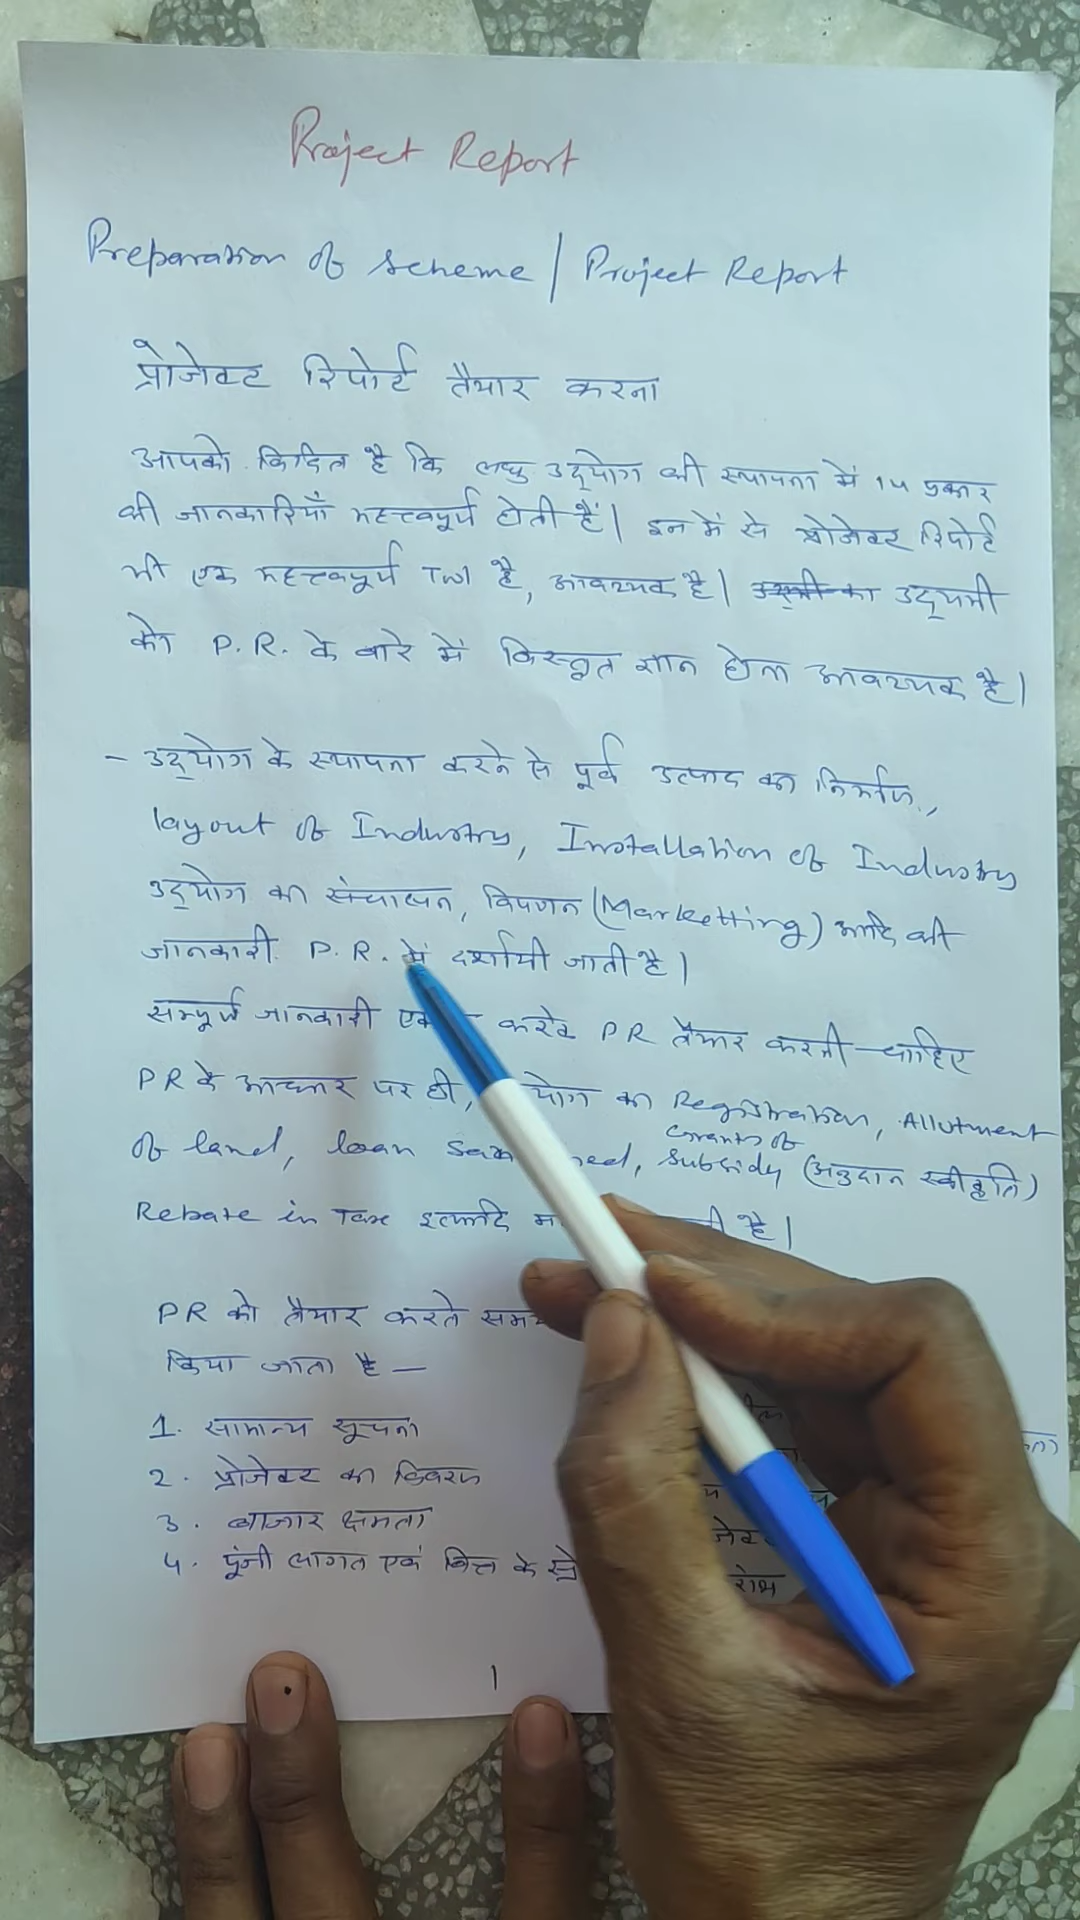 Project Report
Preparation of scheme / Project Report
प्रोजेक्ट रिपोर्ट तैयार करना
आपको विदित है कि लघु उद्योग की स्थापना में 14 प्रकार
की जानकारियाँ महत्त्वपूर्ण होती हैं। इन में से प्रोजेक्ट रिपोर्ट
भी एक महत्त्वपूर्ण Tool है, आवश्यक है। उद्यमी
को P.R. के बारे में विस्तृत ज्ञान होना आवश्यक है।
- उद्योग के स्थापना करने से पूर्व उत्पाद का निर्माण,
layout of Industry, Installation of Industry
उद्योग का संचालन, विपणन (Marketting) आदि की
जानकारी P.R. में दर्शायी जाती है।
सम्पूर्ण जानकारी करके PR तैयार करनी चाहिए
PR के आधार पर ही, का Registration, Allotment
of land, loan Subsidy (अनुदान स्वीकृति)
Grants of
Rebate in Tax इत्यादि है।
PR को तैयार करते समय
किया जाता है —
1. सामान्य सूचना
2. प्रोजेक्ट का विवरण
3. बाजार क्षमता
4. पूंजी लागत एवं वित्त के
1